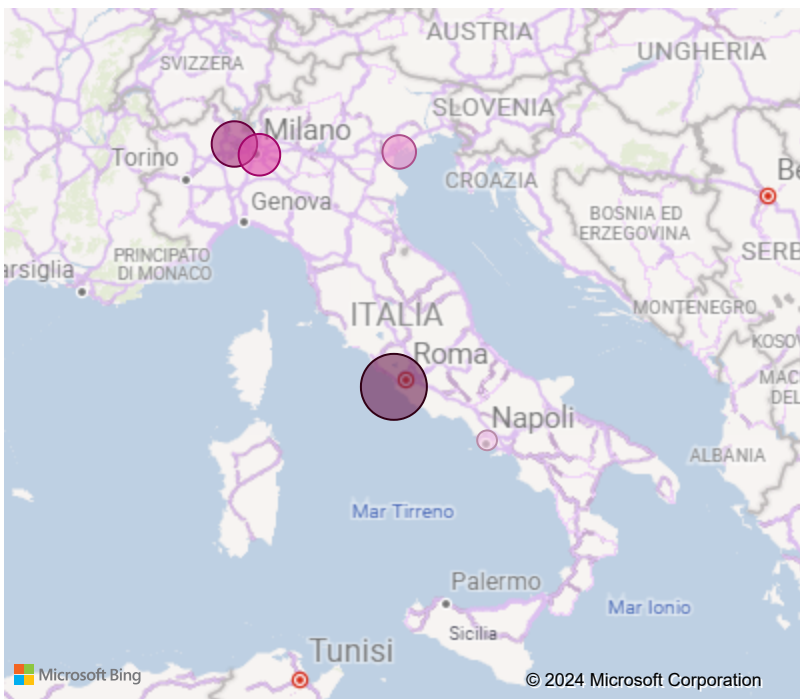 AUSTRIA
UNGHERIA
SVIZZERA
SLOVENIA
Milano
Torino
CROAZIA
Be
Genova
BOSNIA ED
ERZEGOVINA
SERB
PRINCIPATO
DI MONACO
arsiglia
MONTENEGRO
ITALIA
KOSOV
Roma
MAC
DEL
Napoli
ALBANIA
Mar Tirreno
Palermo
Mar Ionio
Sicilia
Tunisi
Microsoft Bing
© 2024 Microsoft Corporation